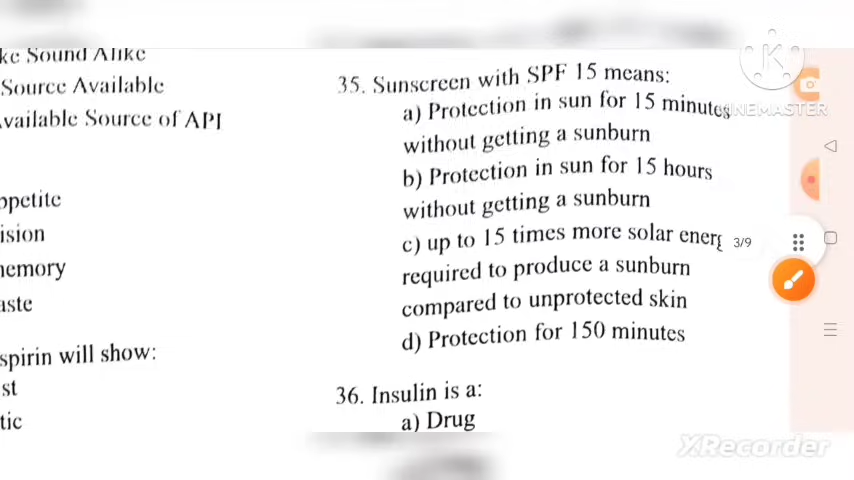 ke Sound Alike
Source Available
vailable Source of API
ppetite
ision
nemory
aste
spirin will show:
st
tic
35. Sunscreen with SPF 15 means:
a) Protection in sun for 15 minutes
without getting a sunburn
b) Protection in sun for 15 hours
without getting a sunburn
c) up to 15 times more solar energ
required to produce a sunburn
compared to unprotected skin
d) Protection for 150 minutes
36. Insulin is a:
a) Drug
3/9
KINEMASTER
XRecorder